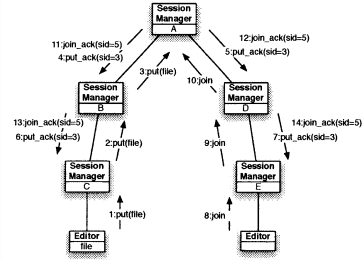 Session
Manager
A
11:join_ack(sid=5)
4:put_ack(sid=3)
12:join_ack(sid=5)
5:put_ack(sid=3)
3:put(file)
10:join
Session
Manager
B
Session
Manager
D
13:join_ack(sid=5)
6:put_ack(sid=3)
2:put(file)
9:join
14:join_ack(sid=5)
7:put_ack(sid=3)
Session
Manager
C
Session
Manager
E
1:put(file)
8:join
Editor
file
Editor